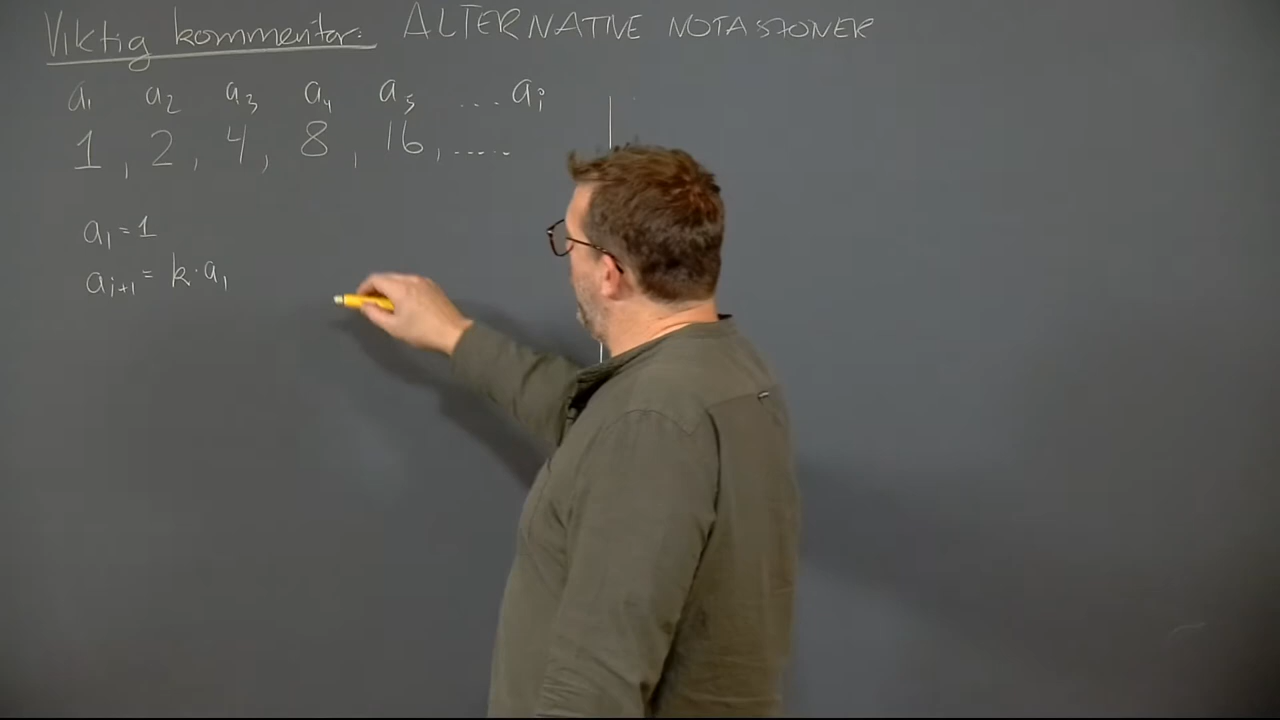 Viktig kommentar: ALTERNATIVE NOTASJONER
a₁ a₂ a₃ a₄ a₅ .... aᵢ
1, 2, 4, 8, 16, .....
a₁ = 1
aᵢ₊₁ = k · a₁